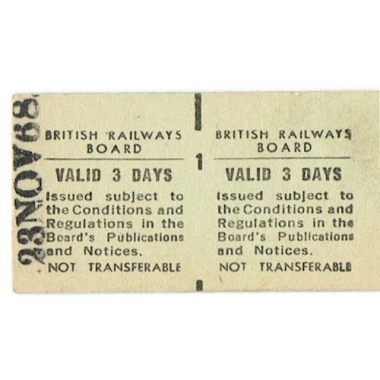 23NOV68
BRITISH RAILWAYS
BOARD
VALID 3 DAYS
Issued subject to
the Conditions and
Regulations in the
Board's Publications
and Notices.
NOT TRANSFERABLE
BRITISH RAILWAYS
BOARD
VALID 3 DAYS
Issued subject to
the Conditions and
Regulations in the
Board's Publications
and Notices.
NOT TRANSFERABLE